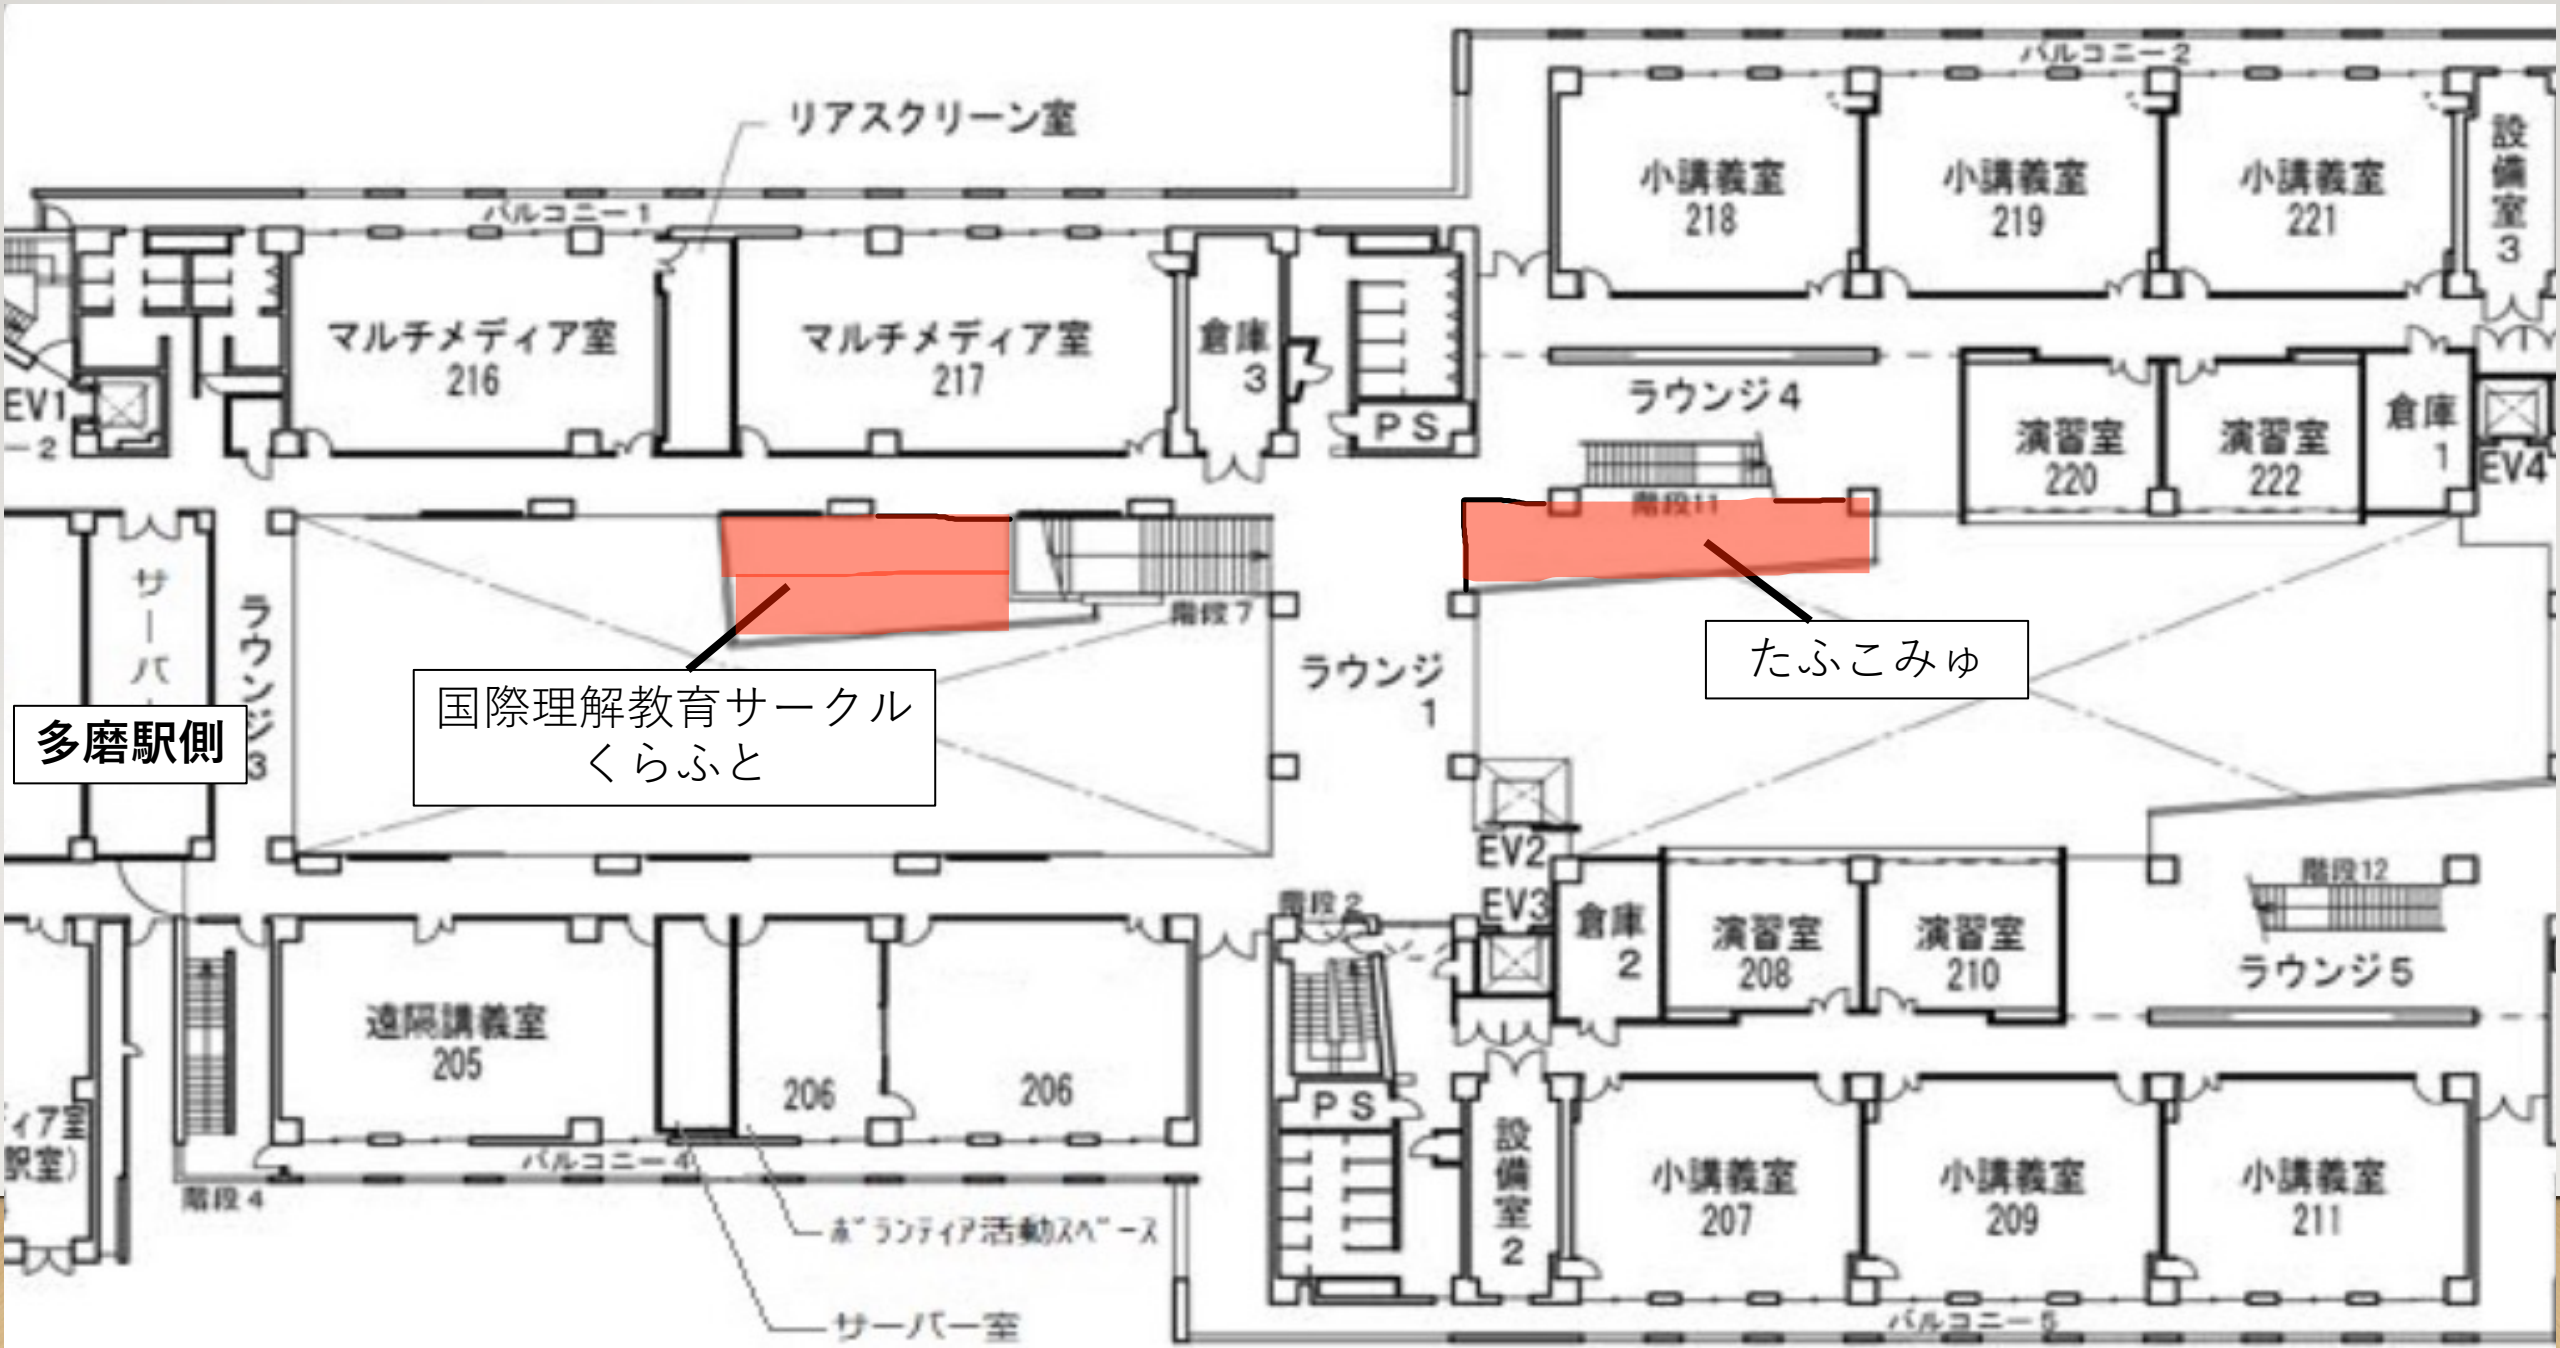 バルコニー2
リアスクリーン室
バルコニー1
小講義室
218
小講義室
219
小講義室
221
設備室3
マルチメディア室
216
マルチメディア室
217
倉庫
3
PS
ラウンジ4
演習室
220
演習室
222
倉庫
1
EV1
-2
EV4
階段11
サーバ
ラウンジ3
階段7
ラウンジ
1
たふこみゅ
国際理解教育サークル
くらふと
多磨駅側
EV2
EV3
階段2
倉庫
2
演習室
208
演習室
210
階段12
ラウンジ5
遠隔講義室
205
206
206
PS
ィア室
訳室)
バルコニー4
階段4
設備室2
小講義室
207
小講義室
209
小講義室
211
ボランティア活動スペース
サーバー室
バルコニー5